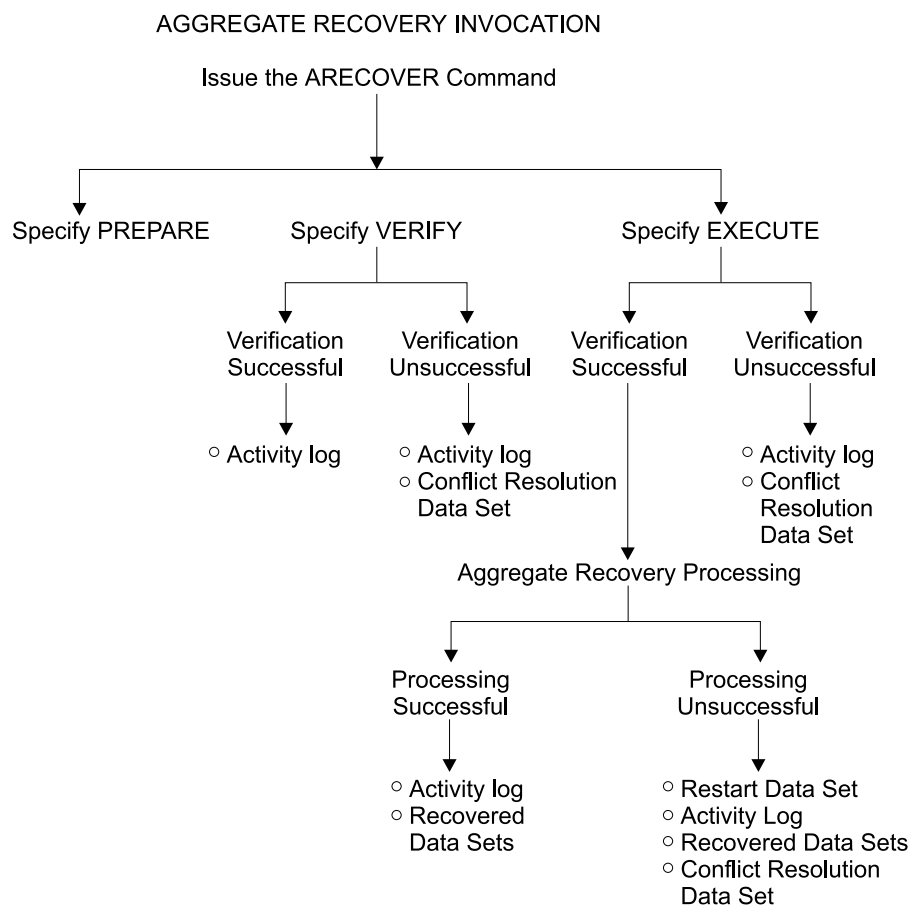 AGGREGATE RECOVERY INVOCATION
Issue the ARECOVER Command
Specify PREPARE
Specify VERIFY
Specify EXECUTE
Verification
Successful
Verification
Unsuccessful
Verification
Successful
Verification
Unsuccessful
○ Activity log
○ Activity log
○ Conflict Resolution
Data Set
○ Activity log
○ Conflict
Resolution
Data Set
Aggregate Recovery Processing
Processing
Successful
Processing
Unsuccessful
○ Activity log
○ Recovered
Data Sets
○ Restart Data Set
○ Activity Log
○ Recovered Data Sets
○ Conflict Resolution
Data Set